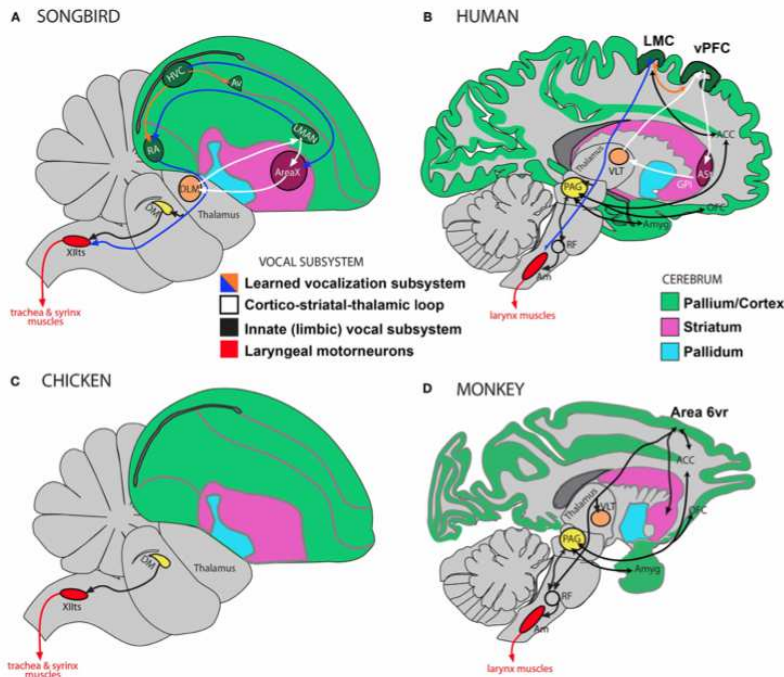 A SONGBIRD
HVC
AV
LMAN
RA
AreaX
DLM
DM
Thalamus
XIIts
trachea & syrinx
muscles
B HUMAN
LMC
vPFC
ACC
Thalamus
VLT
ASt
GPi
PAG
OFC
Amyg
RF
Am
larynx muscles
VOCAL SUBSYSTEM
Learned vocalization subsystem
Cortico-striatal-thalamic loop
Innate (limbic) vocal subsystem
Laryngeal motorneurons
CEREBRUM
Pallium/Cortex
Striatum
Pallidum
C CHICKEN
DM
Thalamus
XIIts
trachea & syrinx
muscles
D MONKEY
Area 6vr
ACC
Thalamus
VLT
OFC
PAG
Amyg
RF
Am
larynx muscles